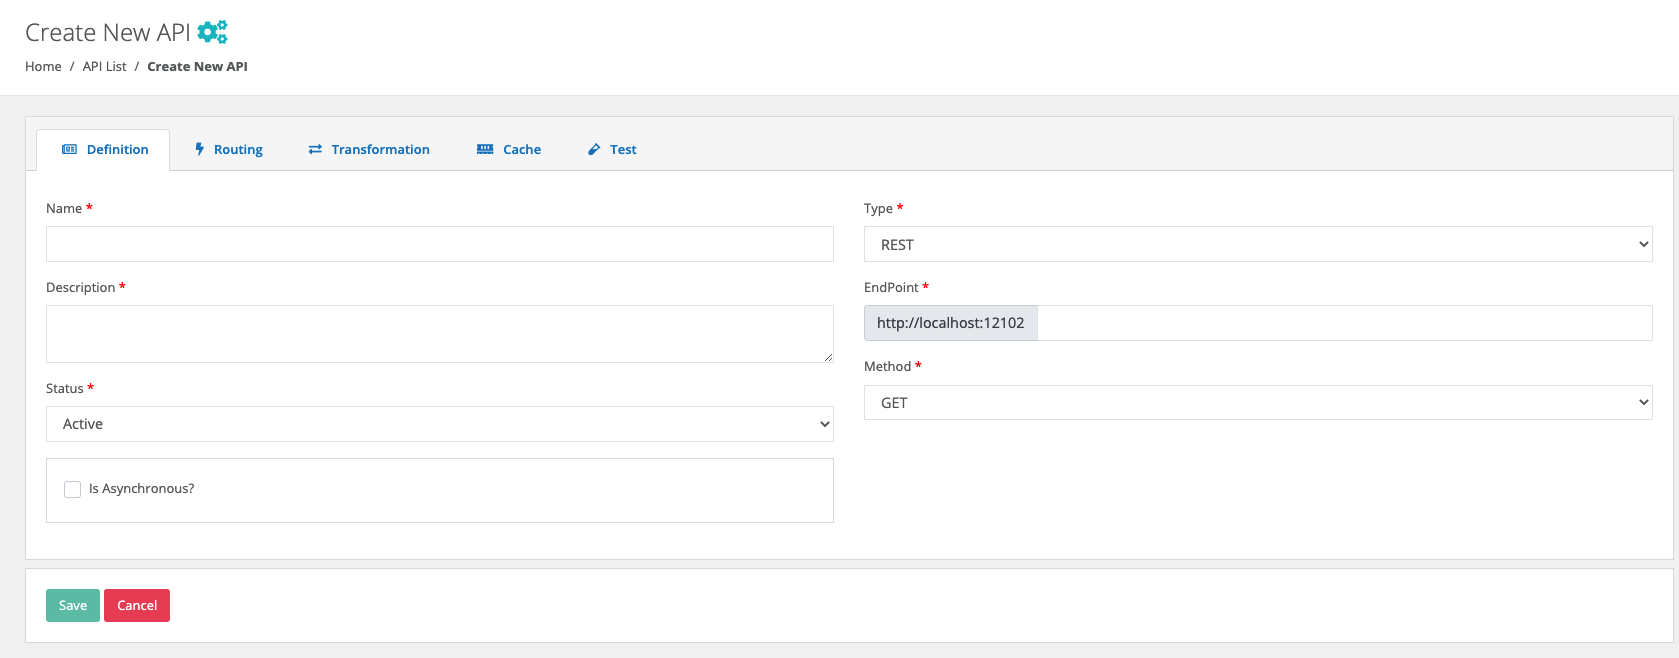 Create New API
Home / API List / Create New API
Definition Routing Transformation Cache Test
Name *
Description *
Status *
Active
Is Asynchronous?
Type *
REST
EndPoint *
http://localhost:12102
Method *
GET
Save Cancel